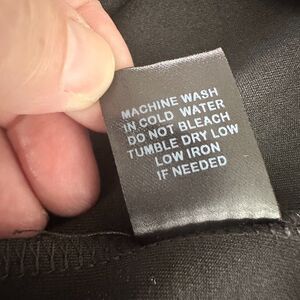 MACHINE WASH
IN COLD WATER
DO NOT BLEACH
TUMBLE DRY LOW
LOW IRON
IF NEEDED